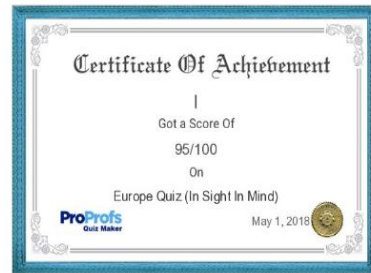 Certificate Of Achievement
I
Got a Score Of
95/100
On
Europe Quiz (In Sight In Mind)
ProProfs
Quiz Maker
May 1, 2018